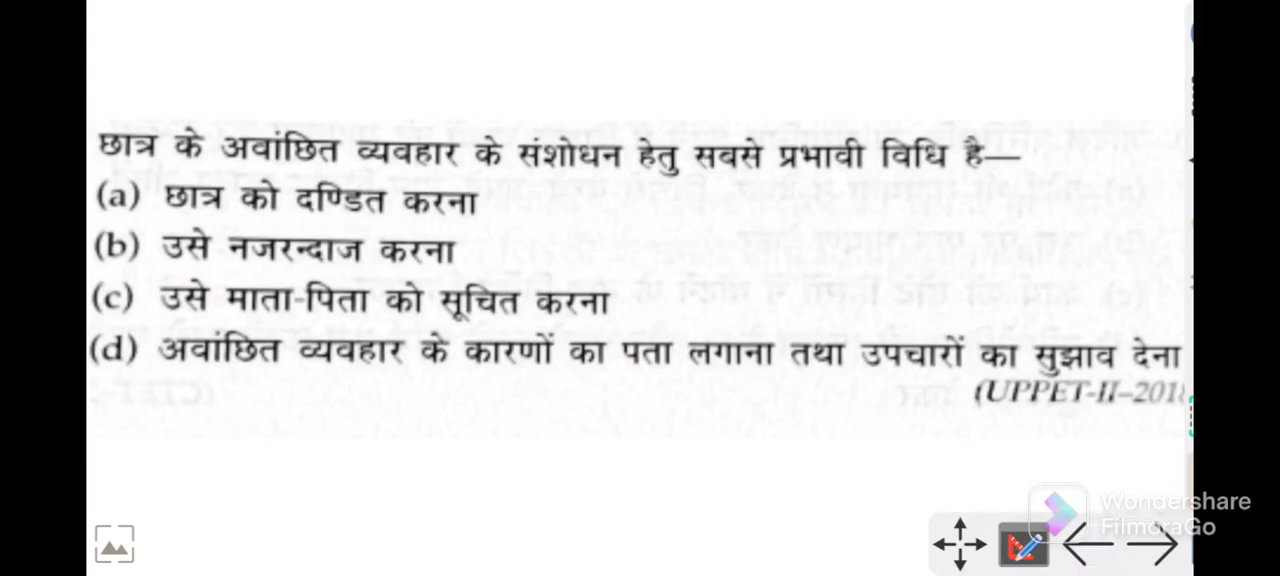 छात्र के अवांछित व्यवहार के संशोधन हेतु सबसे प्रभावी विधि है—
(a) छात्र को दण्डित करना
(b) उसे नजरन्दाज करना
(c) उसे माता-पिता को सूचित करना
(d) अवांछित व्यवहार के कारणों का पता लगाना तथा उपचारों का सुझाव देना
(UPPET-II–201
Wondershare
FilmoraGo